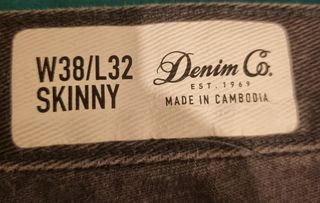 W38/L32
SKINNY
Denim Co.
EST. 1969
MADE IN CAMBODIA